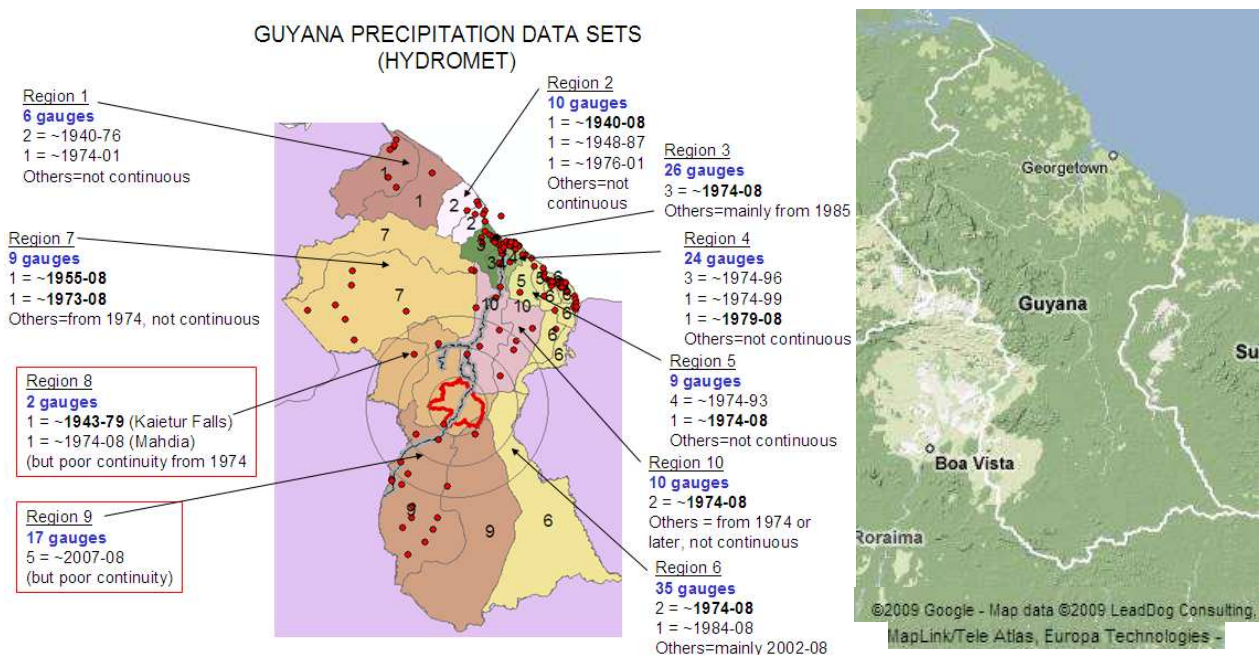 GUYANA PRECIPITATION DATA SETS
(HYDROMET)
Region 1
6 gauges
2 = ~1940-76
1 = ~1974-01
Others=not continuous
Region 2
10 gauges
1 = ~1940-08
1 = ~1948-87
1 = ~1976-01
Others=not
continuous
Region 3
26 gauges
3 = ~1974-08
Others=mainly from 1985
Region 7
9 gauges
1 = ~1955-08
1 = ~1973-08
Others=from 1974, not continuous
Region 4
24 gauges
3 = ~1974-96
1 = ~1974-99
1 = ~1979-08
Others=not continuous
Region 8
2 gauges
1 = ~1943-79 (Kaietur Falls)
1 = ~1974-08 (Mahdia)
(but poor continuity from 1974
Region 5
9 gauges
4 = ~1974-93
1 = ~1974-08
Others=not continuous
Region 9
17 gauges
5 = ~2007-08
(but poor continuity)
Region 10
10 gauges
2 = ~1974-08
Others = from 1974 or
later, not continuous
Region 6
35 gauges
2 = ~1974-08
1 = ~1984-08
Others=mainly 2002-08
1
1
2
2
7
7
3
3
4
5
5
6
10
10
6
6
6
6
9
9
6
Georgetown
Guyana
Su
Boa Vista
Roraima
©2009 Google - Map data ©2009 LeadDog Consulting,
MapLink/Tele Atlas, Europa Technologies -